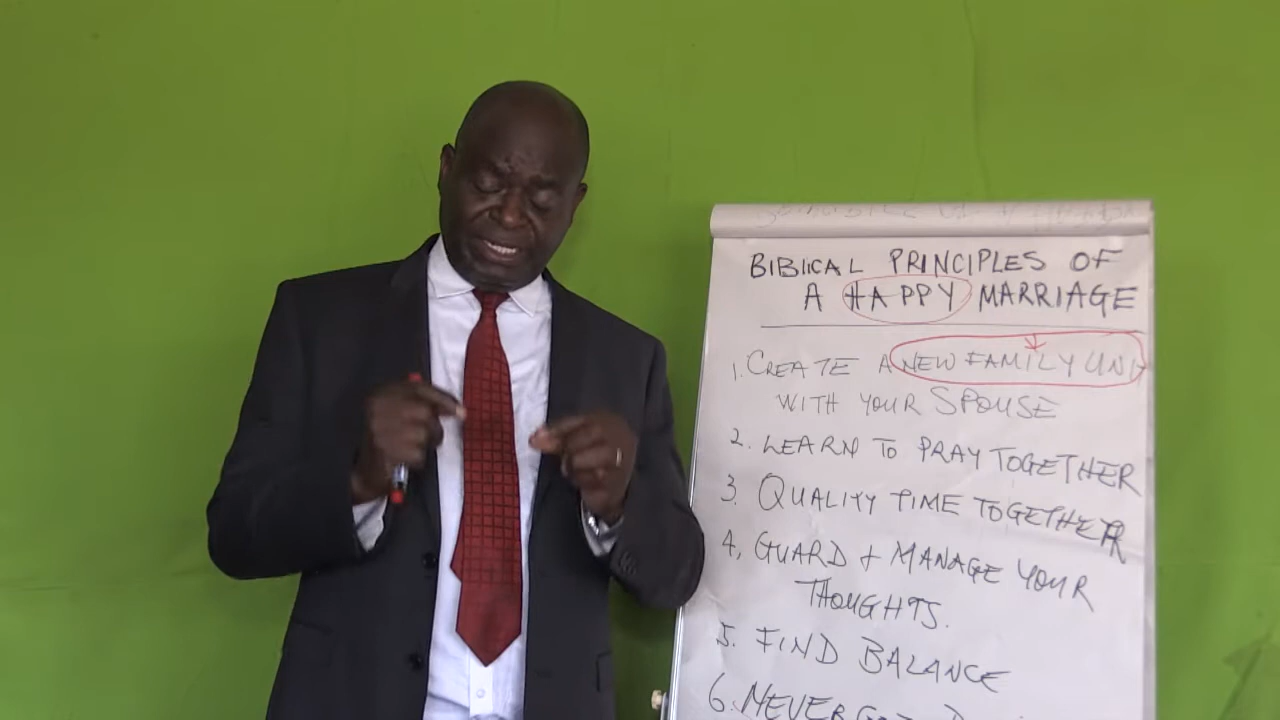 BIBLICAL PRINCIPLES OF
A HAPPY MARRIAGE
1. CREATE A NEW FAMILY UNIT
WITH YOUR SPOUSE
2. LEARN TO PRAY TOGETHER
3. QUALITY TIME TOGETHER
4, GUARD + MANAGE YOUR
THOUGHTS.
5. FIND BALANCE
6. NEVER